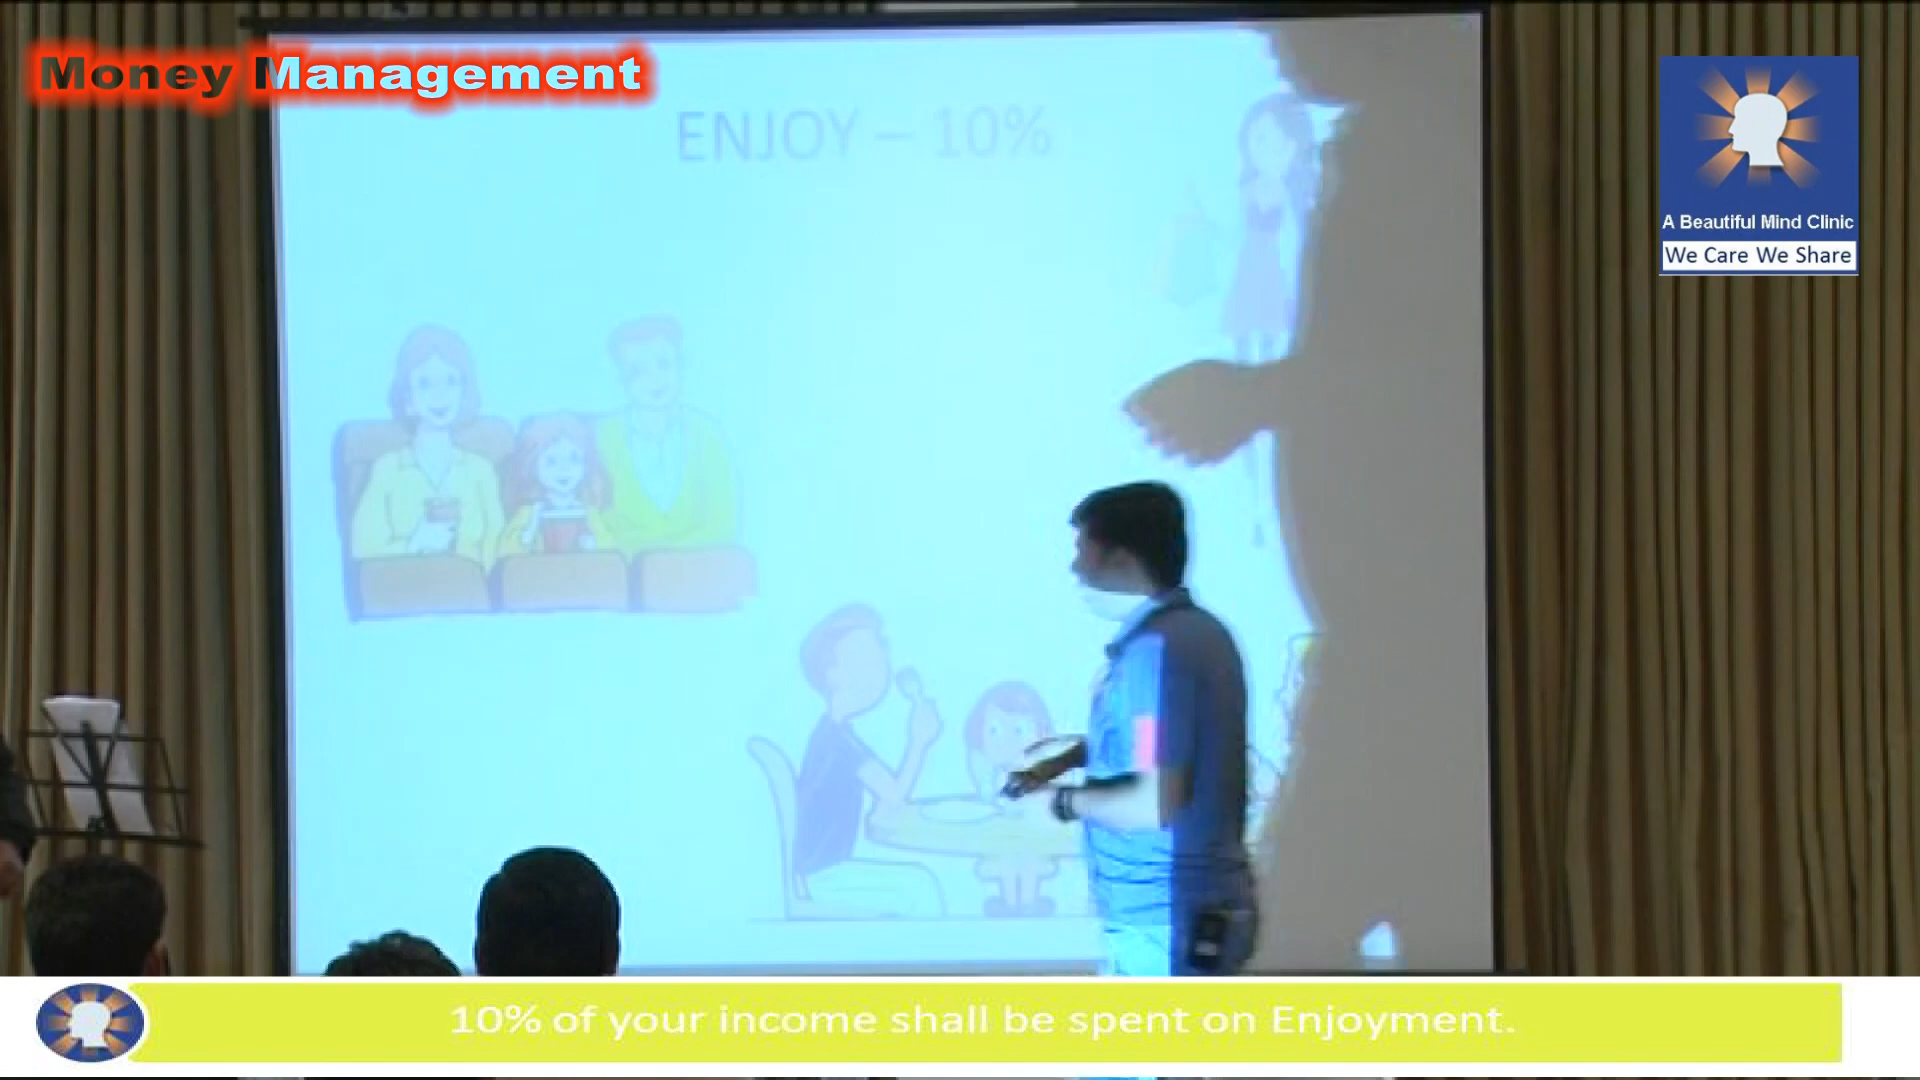 Money Management
ENJOY – 10%
A Beautiful Mind Clinic
We Care We Share
10% of your income shall be spent on Enjoyment.